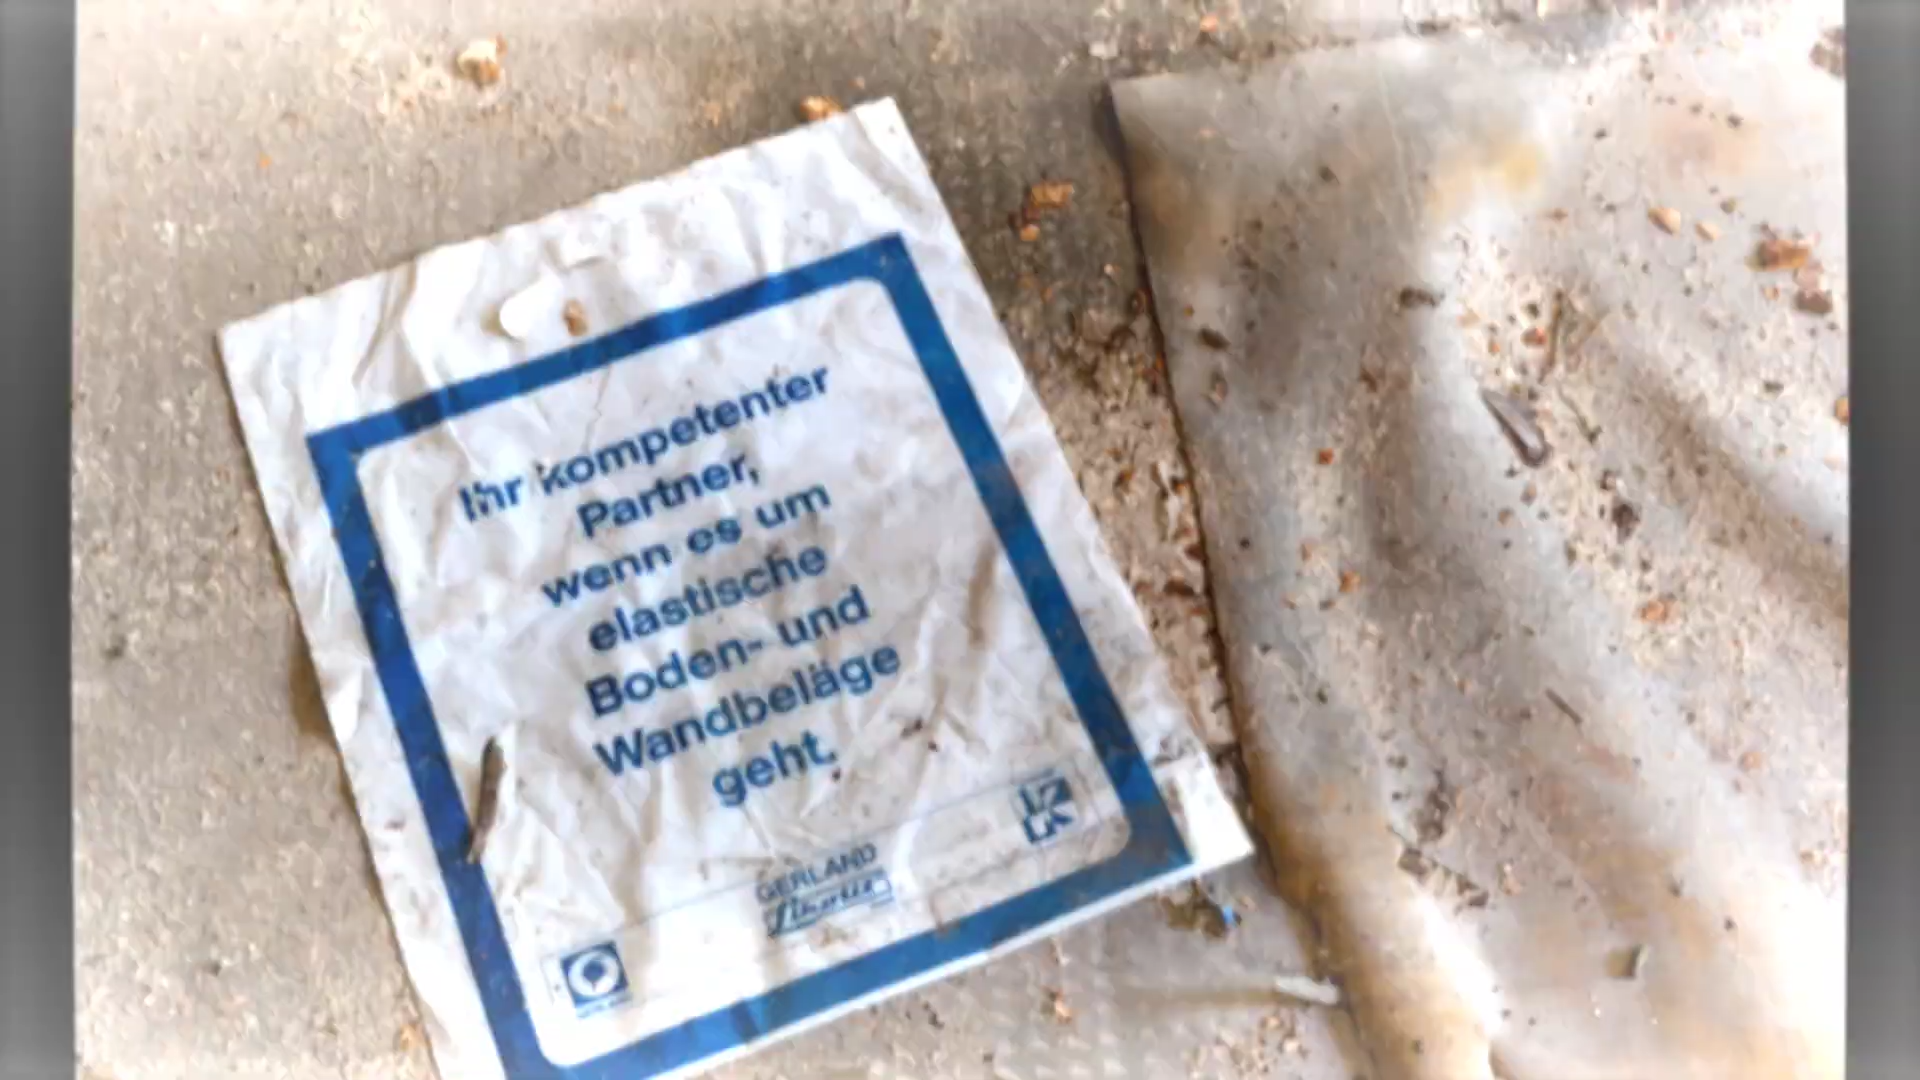 Ihr kompetenter
Partner,
wenn es um
elastische
Boden- und
Wandbeläge
geht.
GERLAND